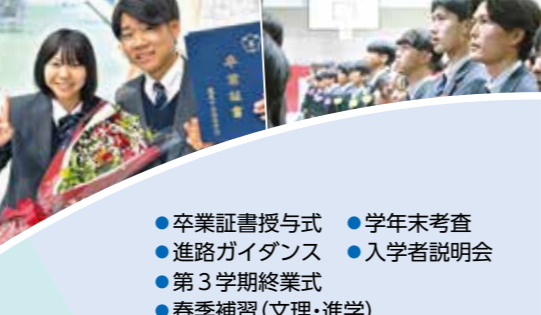 卒業証書
●卒業証書授与式 ●学年末考査
●進路ガイダンス ●入学者説明会
●第3学期終業式
●春季補習(文理・進学)